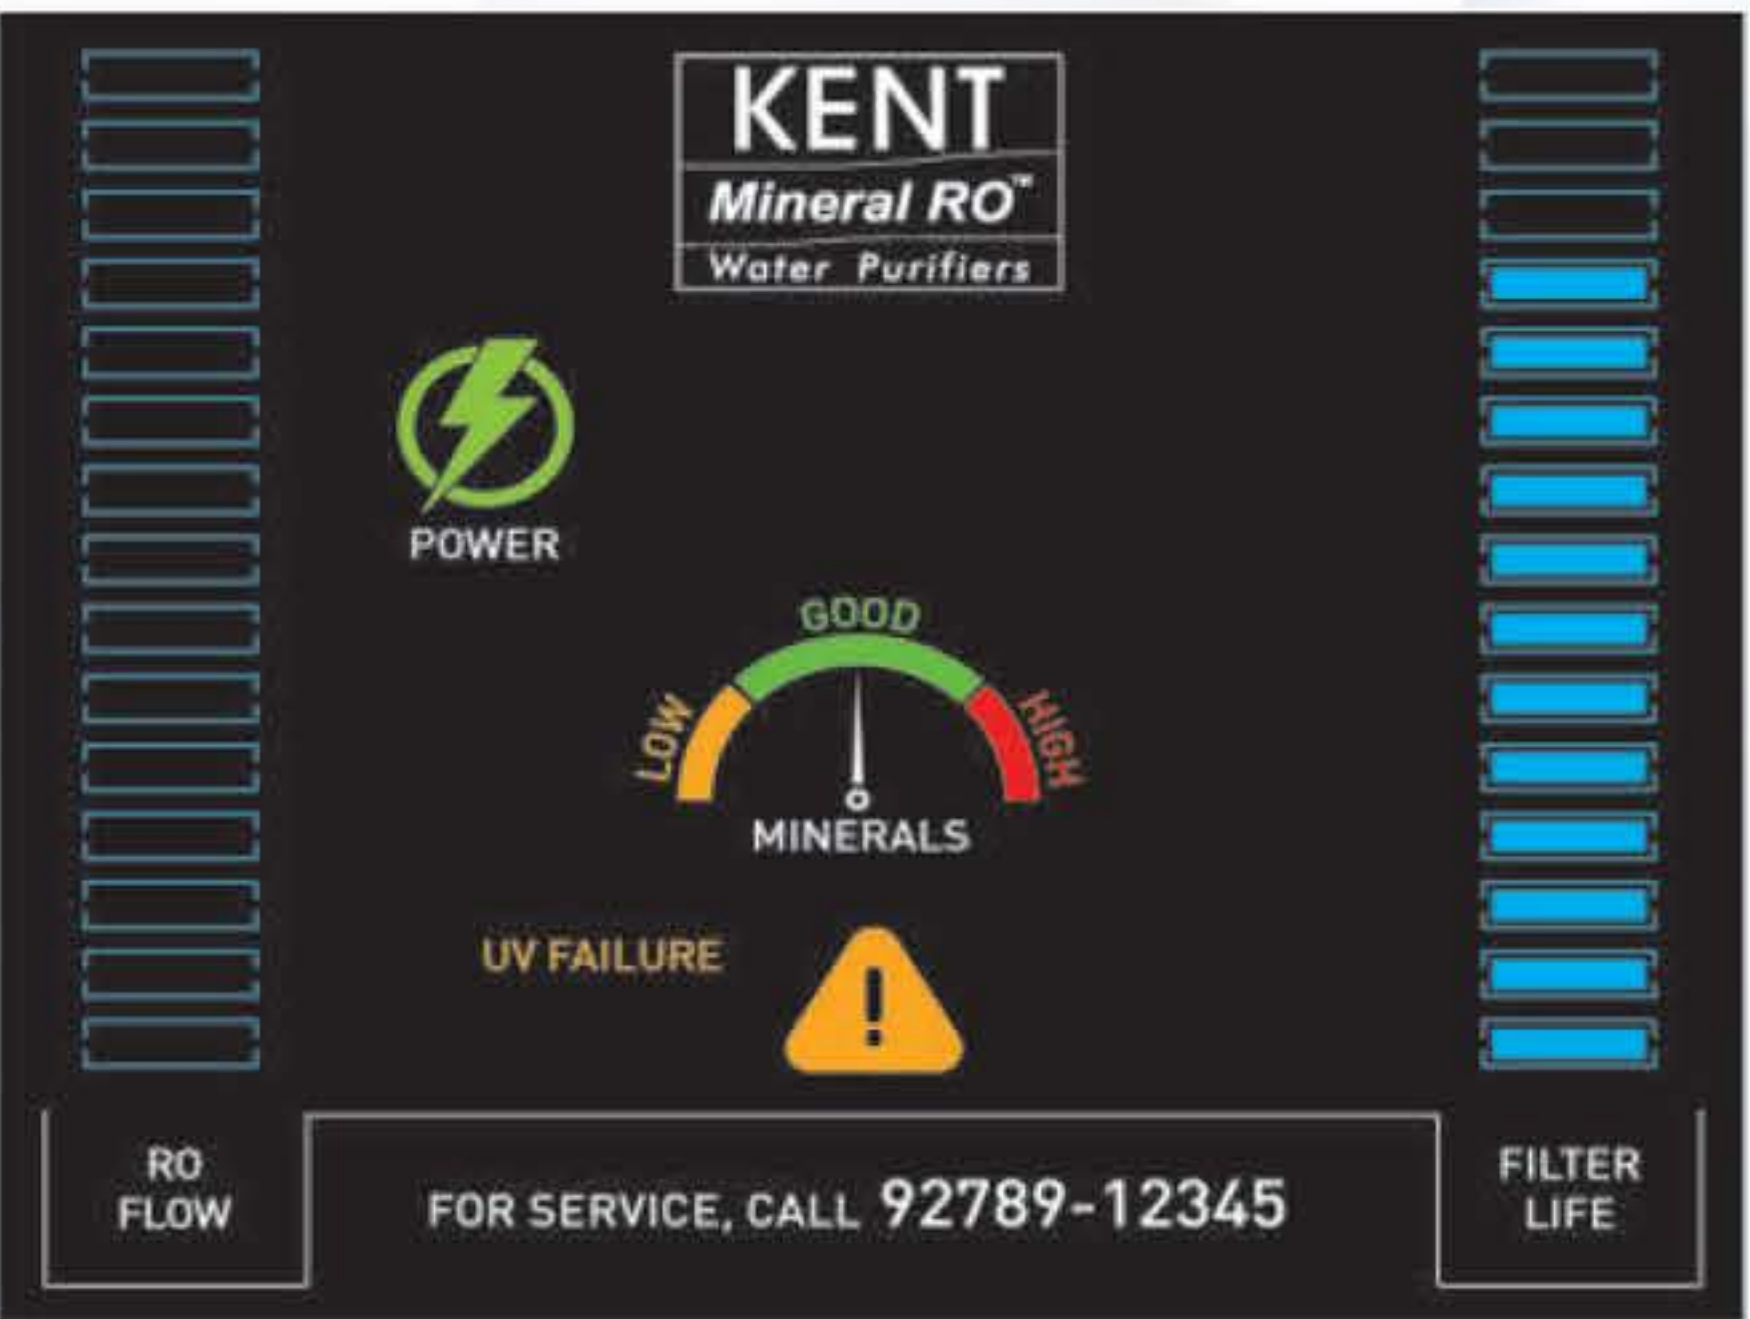 KENT
Mineral RO™
Water Purifiers
POWER
GOOD
LOW
HIGH
MINERALS
UV FAILURE
!
RO
FLOW
FOR SERVICE, CALL 92789-12345
FILTER
LIFE